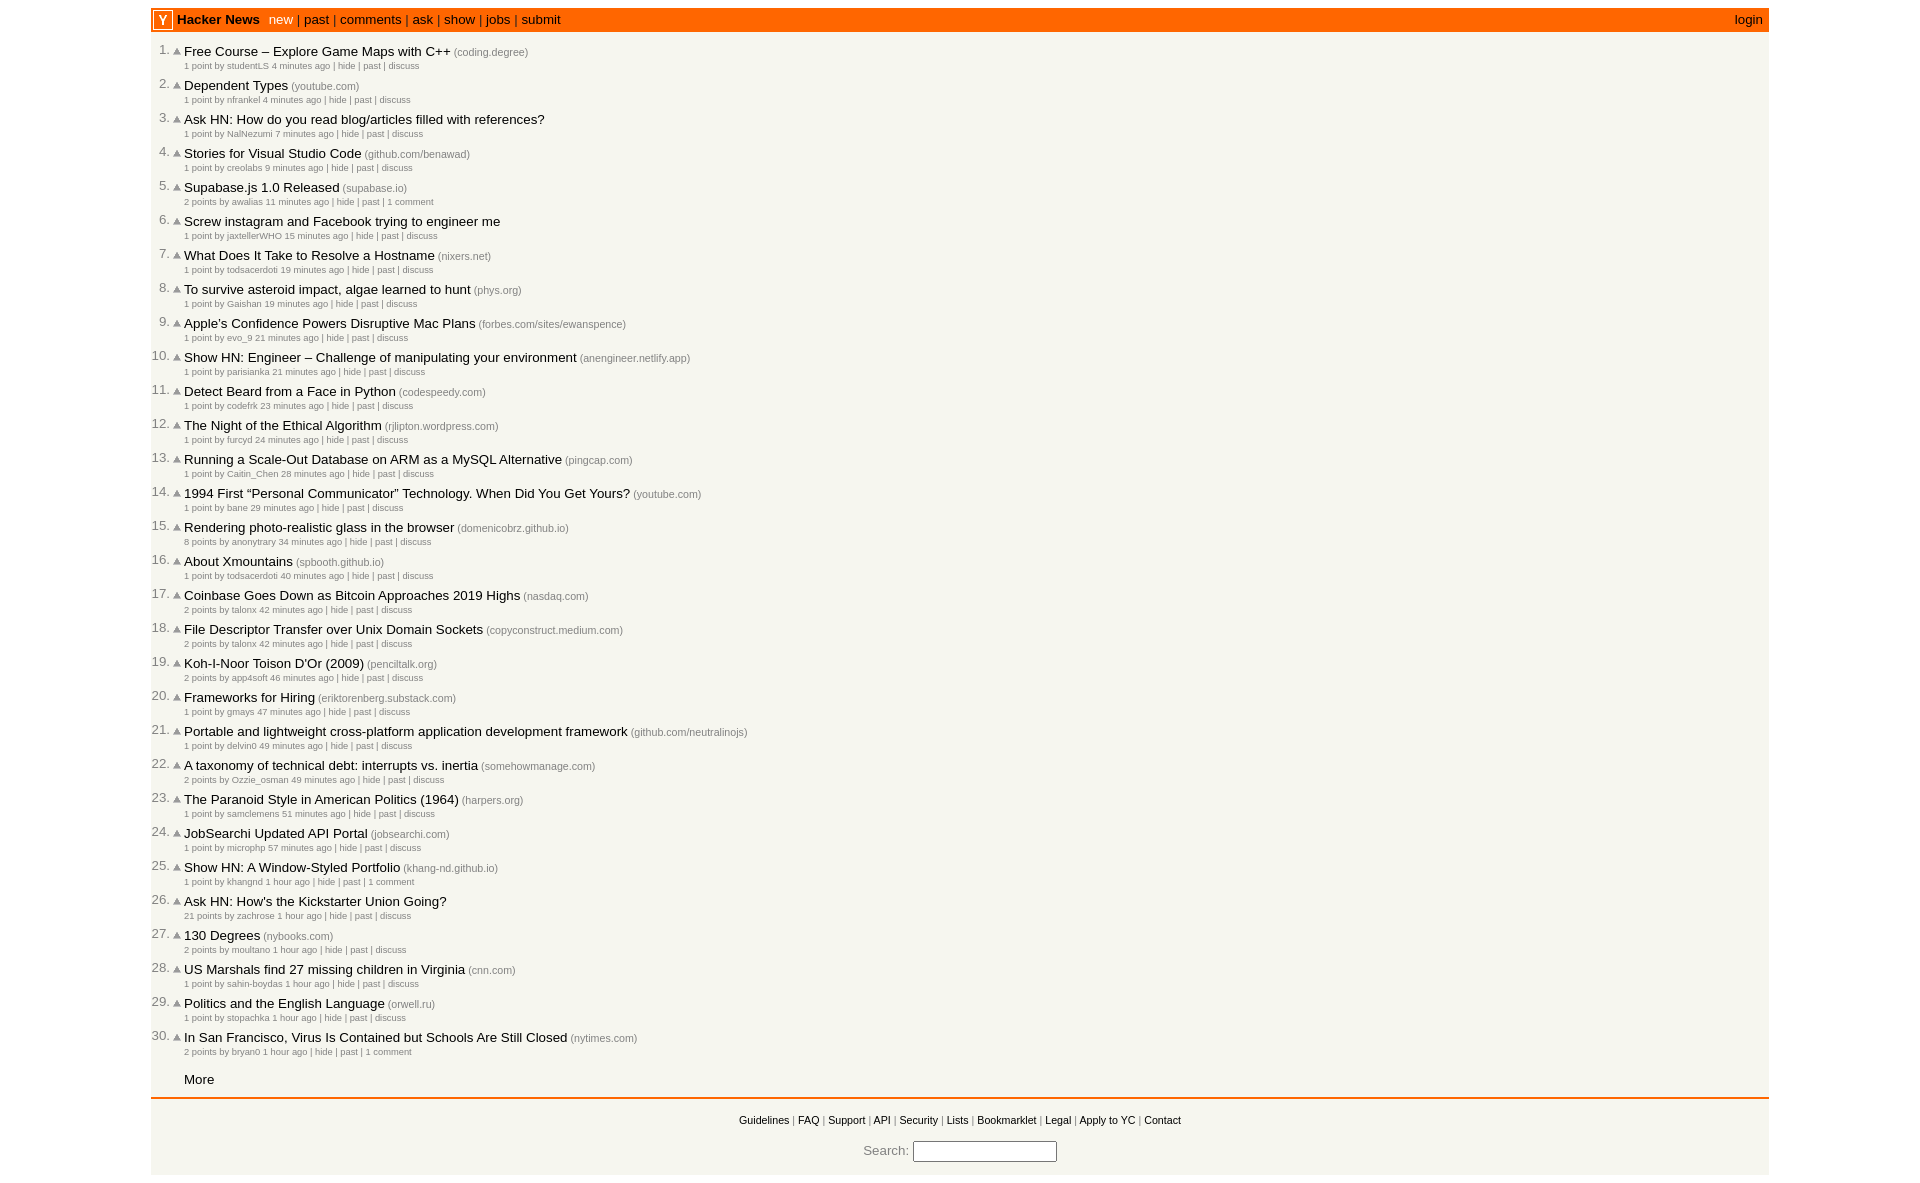 Y Hacker News new | past | comments | ask | show | jobs | submit login
1. Free Course – Explore Game Maps with C++ (coding.degree)
1 point by studentLS 4 minutes ago | hide | past | discuss
2. Dependent Types (youtube.com)
1 point by nfrankel 4 minutes ago | hide | past | discuss
3. Ask HN: How do you read blog/articles filled with references?
1 point by NalNezumi 7 minutes ago | hide | past | discuss
4. Stories for Visual Studio Code (github.com/benawad)
1 point by creolabs 9 minutes ago | hide | past | discuss
5. Supabase.js 1.0 Released (supabase.io)
2 points by awalias 11 minutes ago | hide | past | 1 comment
6. Screw instagram and Facebook trying to engineer me
1 point by jaxtellerWHO 15 minutes ago | hide | past | discuss
7. What Does It Take to Resolve a Hostname (nixers.net)
1 point by todsacerdoti 19 minutes ago | hide | past | discuss
8. To survive asteroid impact, algae learned to hunt (phys.org)
1 point by Gaishan 19 minutes ago | hide | past | discuss
9. Apple’s Confidence Powers Disruptive Mac Plans (forbes.com/sites/ewanspence)
1 point by evo_9 21 minutes ago | hide | past | discuss
10. Show HN: Engineer – Challenge of manipulating your environment (anengineer.netlify.app)
1 point by parisianka 21 minutes ago | hide | past | discuss
11. Detect Beard from a Face in Python (codespeedy.com)
1 point by codefrk 23 minutes ago | hide | past | discuss
12. The Night of the Ethical Algorithm (rjlipton.wordpress.com)
1 point by furcyd 24 minutes ago | hide | past | discuss
13. Running a Scale-Out Database on ARM as a MySQL Alternative (pingcap.com)
1 point by Caitin_Chen 28 minutes ago | hide | past | discuss
14. 1994 First “Personal Communicator” Technology. When Did You Get Yours? (youtube.com)
1 point by bane 29 minutes ago | hide | past | discuss
15. Rendering photo-realistic glass in the browser (domenicobrz.github.io)
8 points by anonytrary 34 minutes ago | hide | past | discuss
16. About Xmountains (spbooth.github.io)
1 point by todsacerdoti 40 minutes ago | hide | past | discuss
17. Coinbase Goes Down as Bitcoin Approaches 2019 Highs (nasdaq.com)
2 points by talonx 42 minutes ago | hide | past | discuss
18. File Descriptor Transfer over Unix Domain Sockets (copyconstruct.medium.com)
2 points by talonx 42 minutes ago | hide | past | discuss
19. Koh-I-Noor Toison D'Or (2009) (penciltalk.org)
2 points by app4soft 46 minutes ago | hide | past | discuss
20. Frameworks for Hiring (eriktorenberg.substack.com)
1 point by gmays 47 minutes ago | hide | past | discuss
21. Portable and lightweight cross-platform application development framework (github.com/neutralinojs)
1 point by delvin0 49 minutes ago | hide | past | discuss
22. A taxonomy of technical debt: interrupts vs. inertia (somehowmanage.com)
2 points by Ozzie_osman 49 minutes ago | hide | past | discuss
23. The Paranoid Style in American Politics (1964) (harpers.org)
1 point by samclemens 51 minutes ago | hide | past | discuss
24. JobSearchi Updated API Portal (jobsearchi.com)
1 point by microphp 57 minutes ago | hide | past | discuss
25. Show HN: A Window-Styled Portfolio (khang-nd.github.io)
1 point by khangnd 1 hour ago | hide | past | 1 comment
26. Ask HN: How's the Kickstarter Union Going?
21 points by zachrose 1 hour ago | hide | past | discuss
27. 130 Degrees (nybooks.com)
2 points by moultano 1 hour ago | hide | past | discuss
28. US Marshals find 27 missing children in Virginia (cnn.com)
1 point by sahin-boydas 1 hour ago | hide | past | discuss
29. Politics and the English Language (orwell.ru)
1 point by stopachka 1 hour ago | hide | past | discuss
30. In San Francisco, Virus Is Contained but Schools Are Still Closed (nytimes.com)
2 points by bryan0 1 hour ago | hide | past | 1 comment
More
Guidelines | FAQ | Support | API | Security | Lists | Bookmarklet | Legal | Apply to YC | Contact
Search: